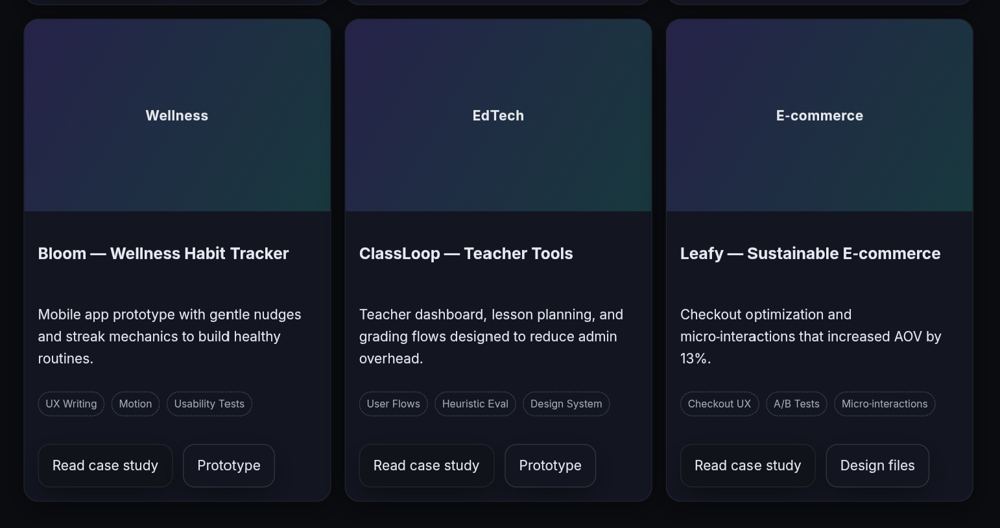 Wellness
EdTech
E-commerce
Bloom — Wellness Habit Tracker
Mobile app prototype with gentle nudges
and streak mechanics to build healthy
routines.
UX Writing
Motion
Usability Tests
Read case study
Prototype
ClassLoop — Teacher Tools
Teacher dashboard, lesson planning, and
grading flows designed to reduce admin
overhead.
User Flows
Heuristic Eval
Design System
Read case study
Prototype
Leafy — Sustainable E-commerce
Checkout optimization and
micro-interactions that increased AOV by
13%.
Checkout UX
A/B Tests
Micro-interactions
Read case study
Design files